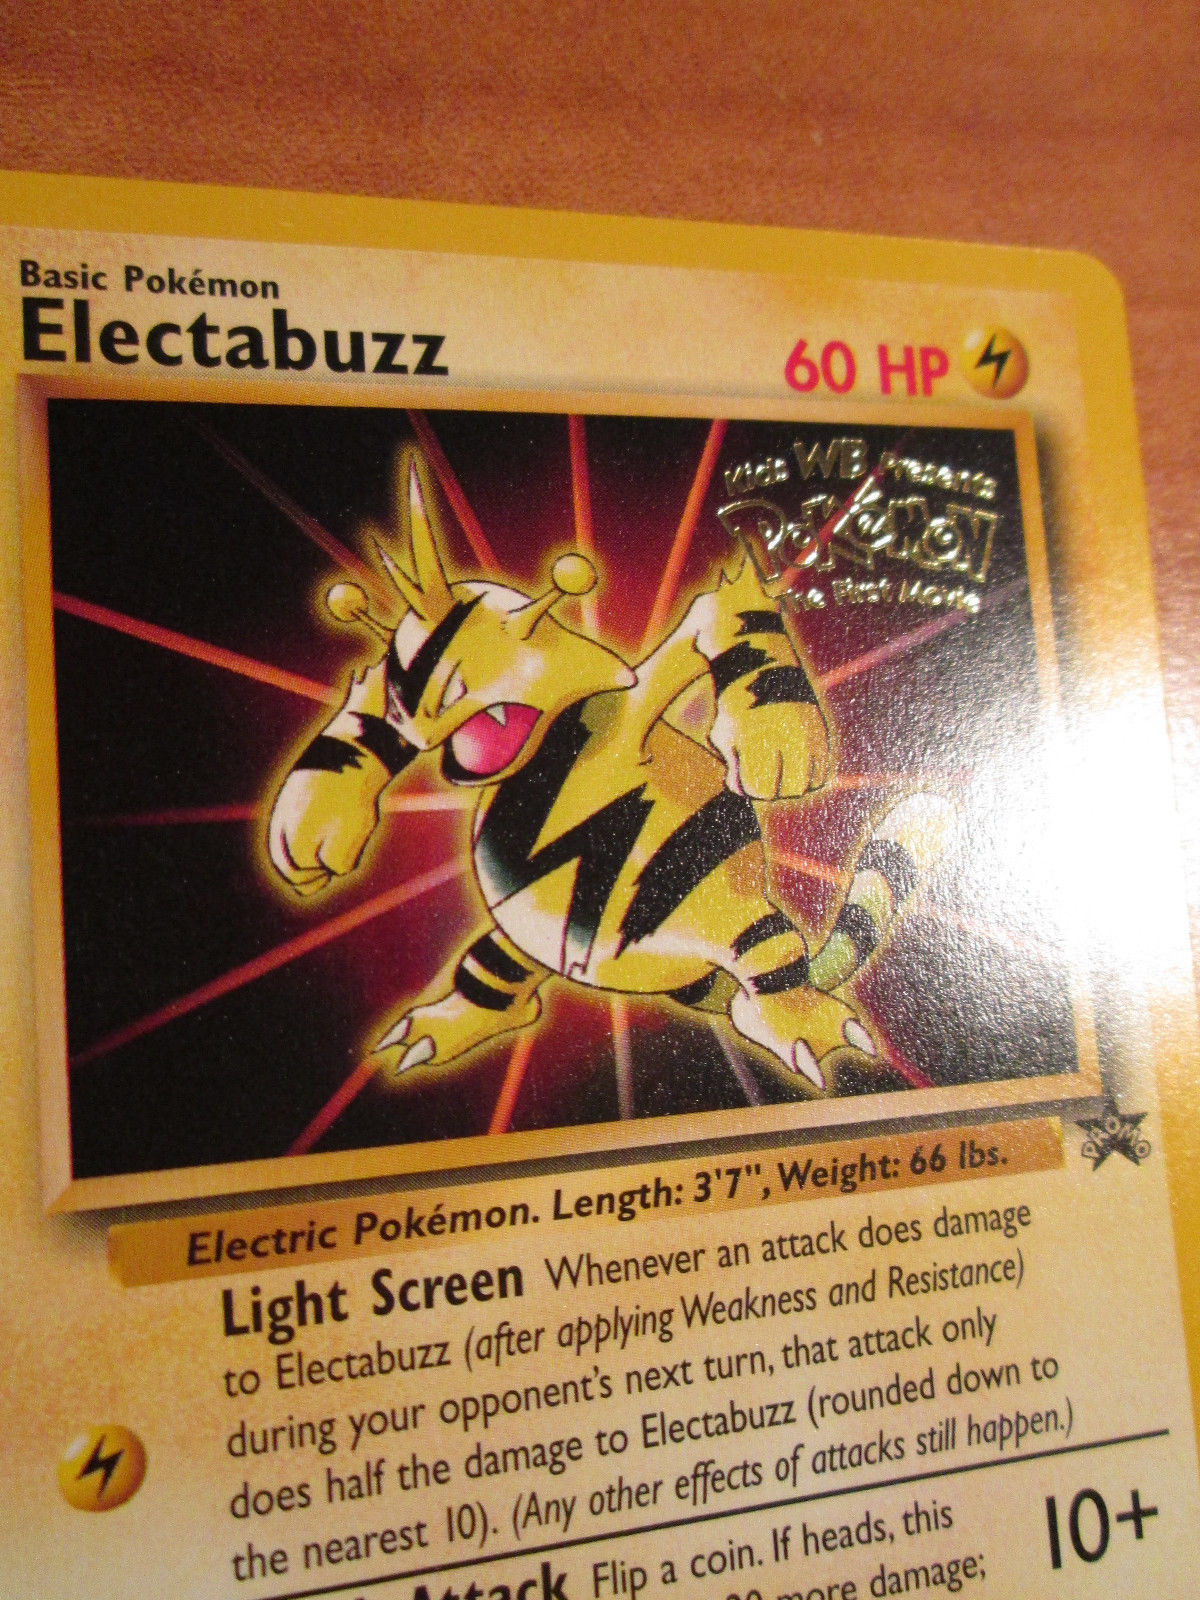 Basic Pokémon
Electabuzz
60 HP
Kids WB Presents
POKéMON
The First Movie
PROMO
Electric Pokémon. Length: 3'7", Weight: 66 lbs.
Light Screen Whenever an attack does damage
to Electabuzz (after applying Weakness and Resistance)
during your opponent's next turn, that attack only
does half the damage to Electabuzz (rounded down to
the nearest 10). (Any other effects of attacks still happen.)
Attack Flip a coin. If heads, this
more damage;
10+